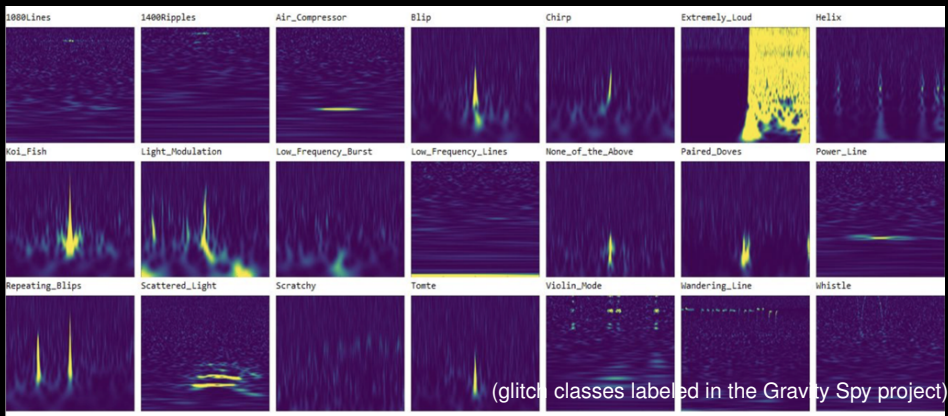 1080Lines 1400Ripples Air_Compressor Blip Chirp Extremely_Loud Helix
Koi_Fish Light_Modulation Low_Frequency_Burst Low_Frequency_Lines None_of_the_Above Paired_Doves Power_Line
Repeating_Blips Scattered_Light Scratchy Tomte Violin_Mode Wandering_Line Whistle
(glitch classes labeled in the Gravity Spy project)